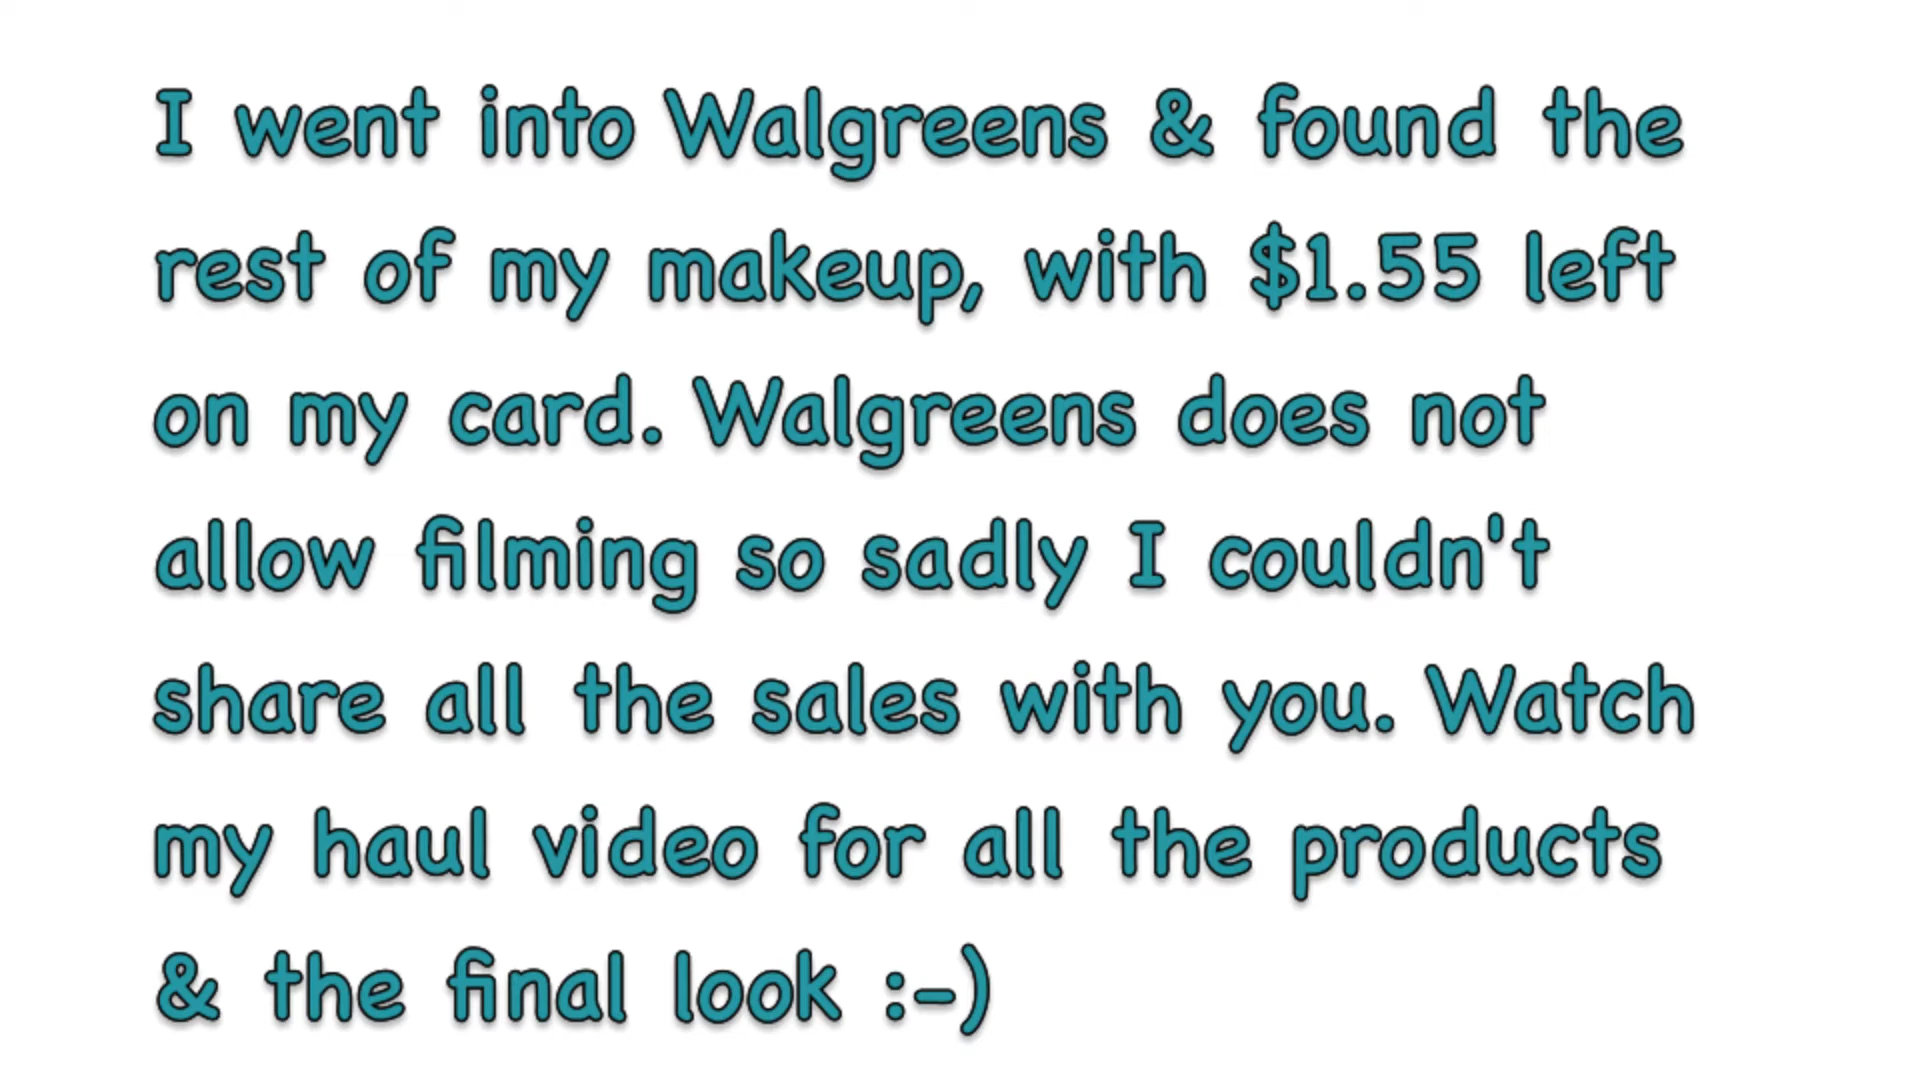 I went into Walgreens & found the
rest of my makeup, with $1.55 left
on my card. Walgreens does not
allow filming so sadly I couldn't
share all the sales with you. Watch
my haul video for all the products
& the final look :-)